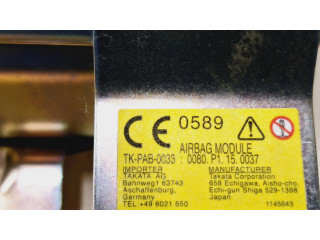 CE 0589
AIRBAG MODULE
TK-PAB-0033 : 0080. P1. 15. 0037
IMPORTER MANUFACTURER
TAKATA AG Takata Corporation
Bahnweg1 63743 658 Echigawa, Aisho-cho,
Aschaffenburg, Echi-gun Shiga 529-1388
Germany Japan
TEL +49 6021 650 1145643